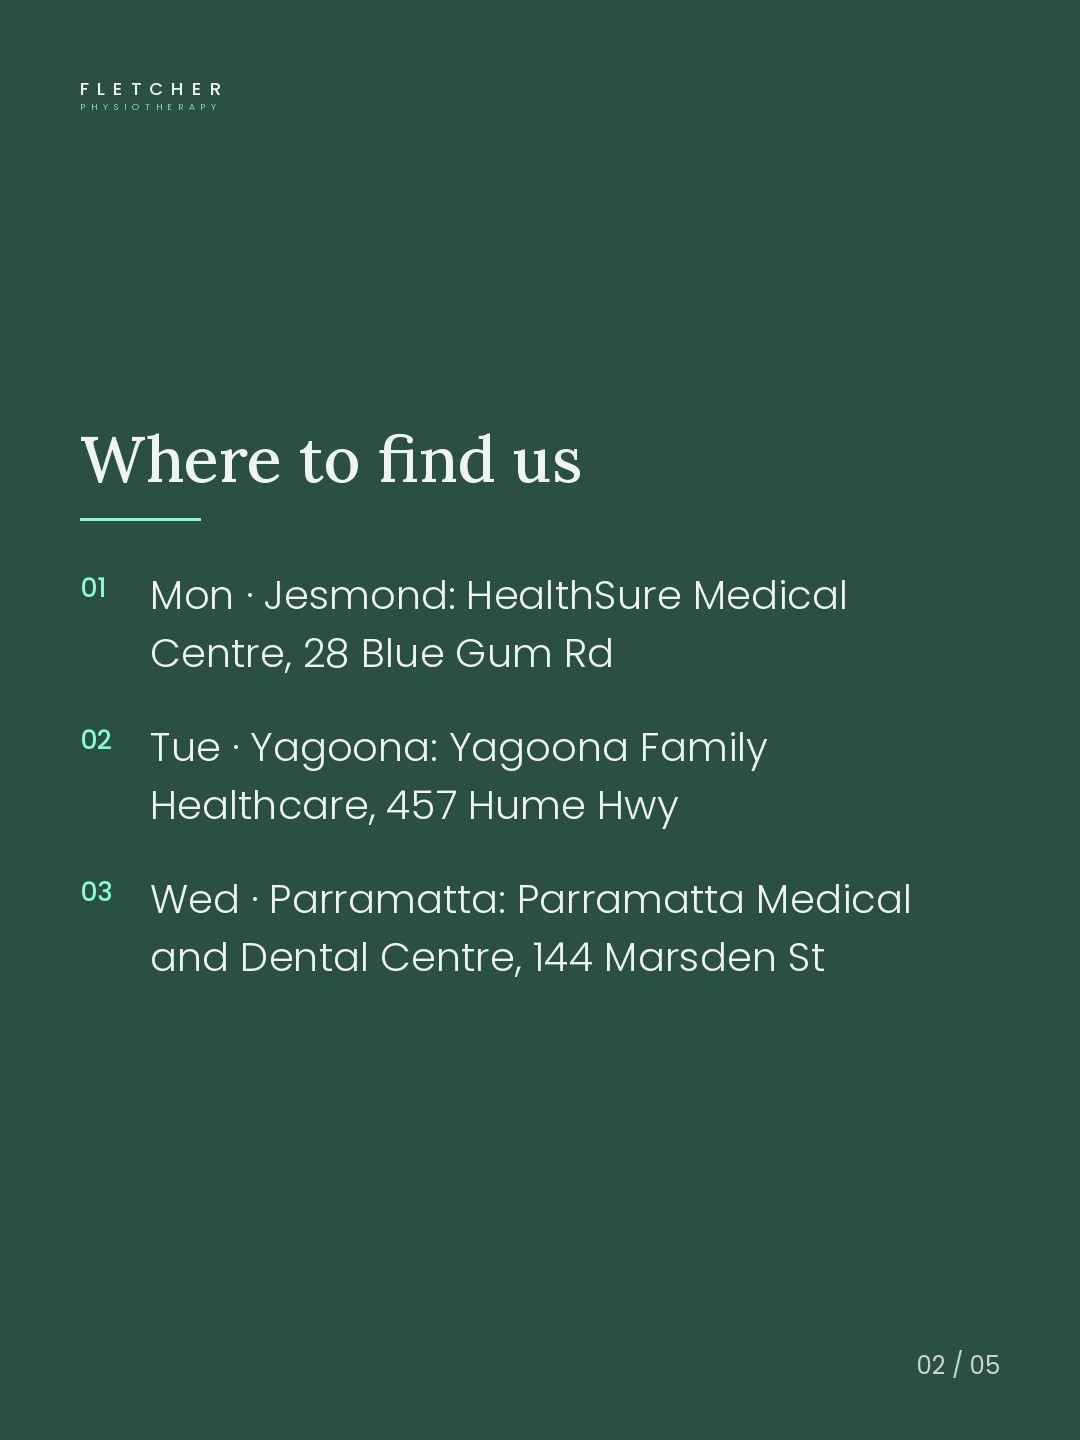 FLETCHER
PHYSIOTHERAPY
Where to find us
01 Mon · Jesmond: HealthSure Medical
Centre, 28 Blue Gum Rd
02 Tue · Yagoona: Yagoona Family
Healthcare, 457 Hume Hwy
03 Wed · Parramatta: Parramatta Medical
and Dental Centre, 144 Marsden St
02 / 05